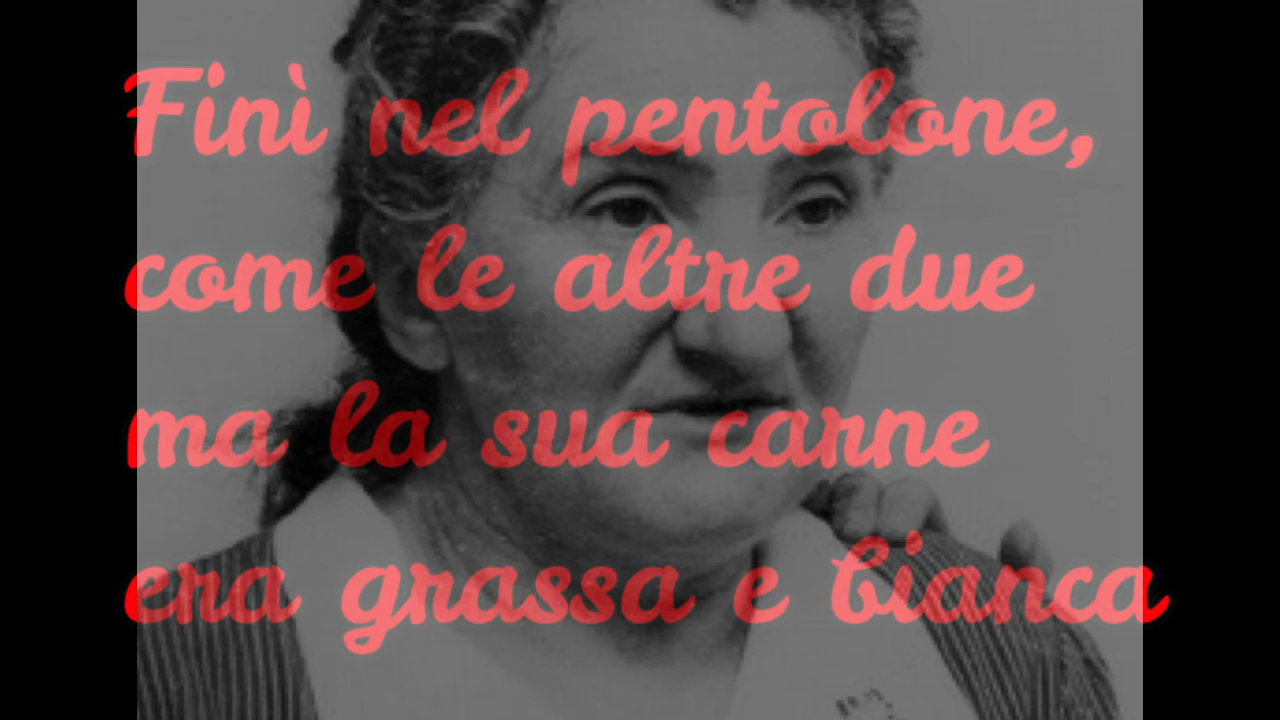 Finì nel pentolone,
come le altre due
ma la sua carne
era grassa e bianca